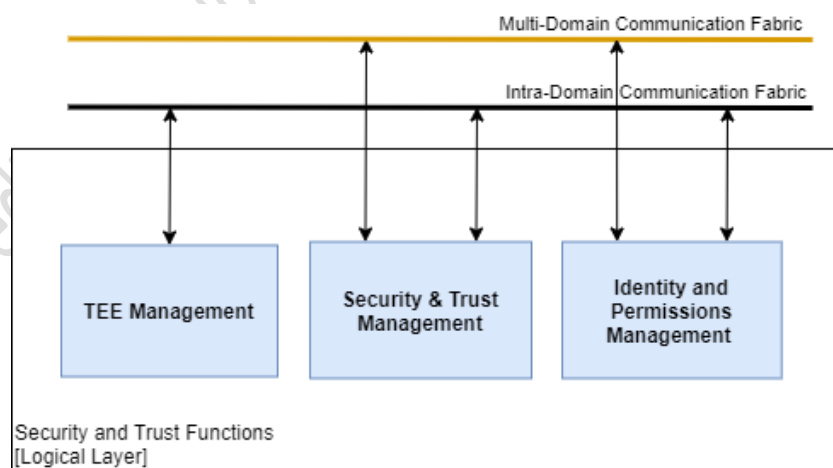 Multi-Domain Communication Fabric
Intra-Domain Communication Fabric
TEE Management
Security & Trust
Management
Identity and
Permissions
Management
Security and Trust Functions
[Logical Layer]